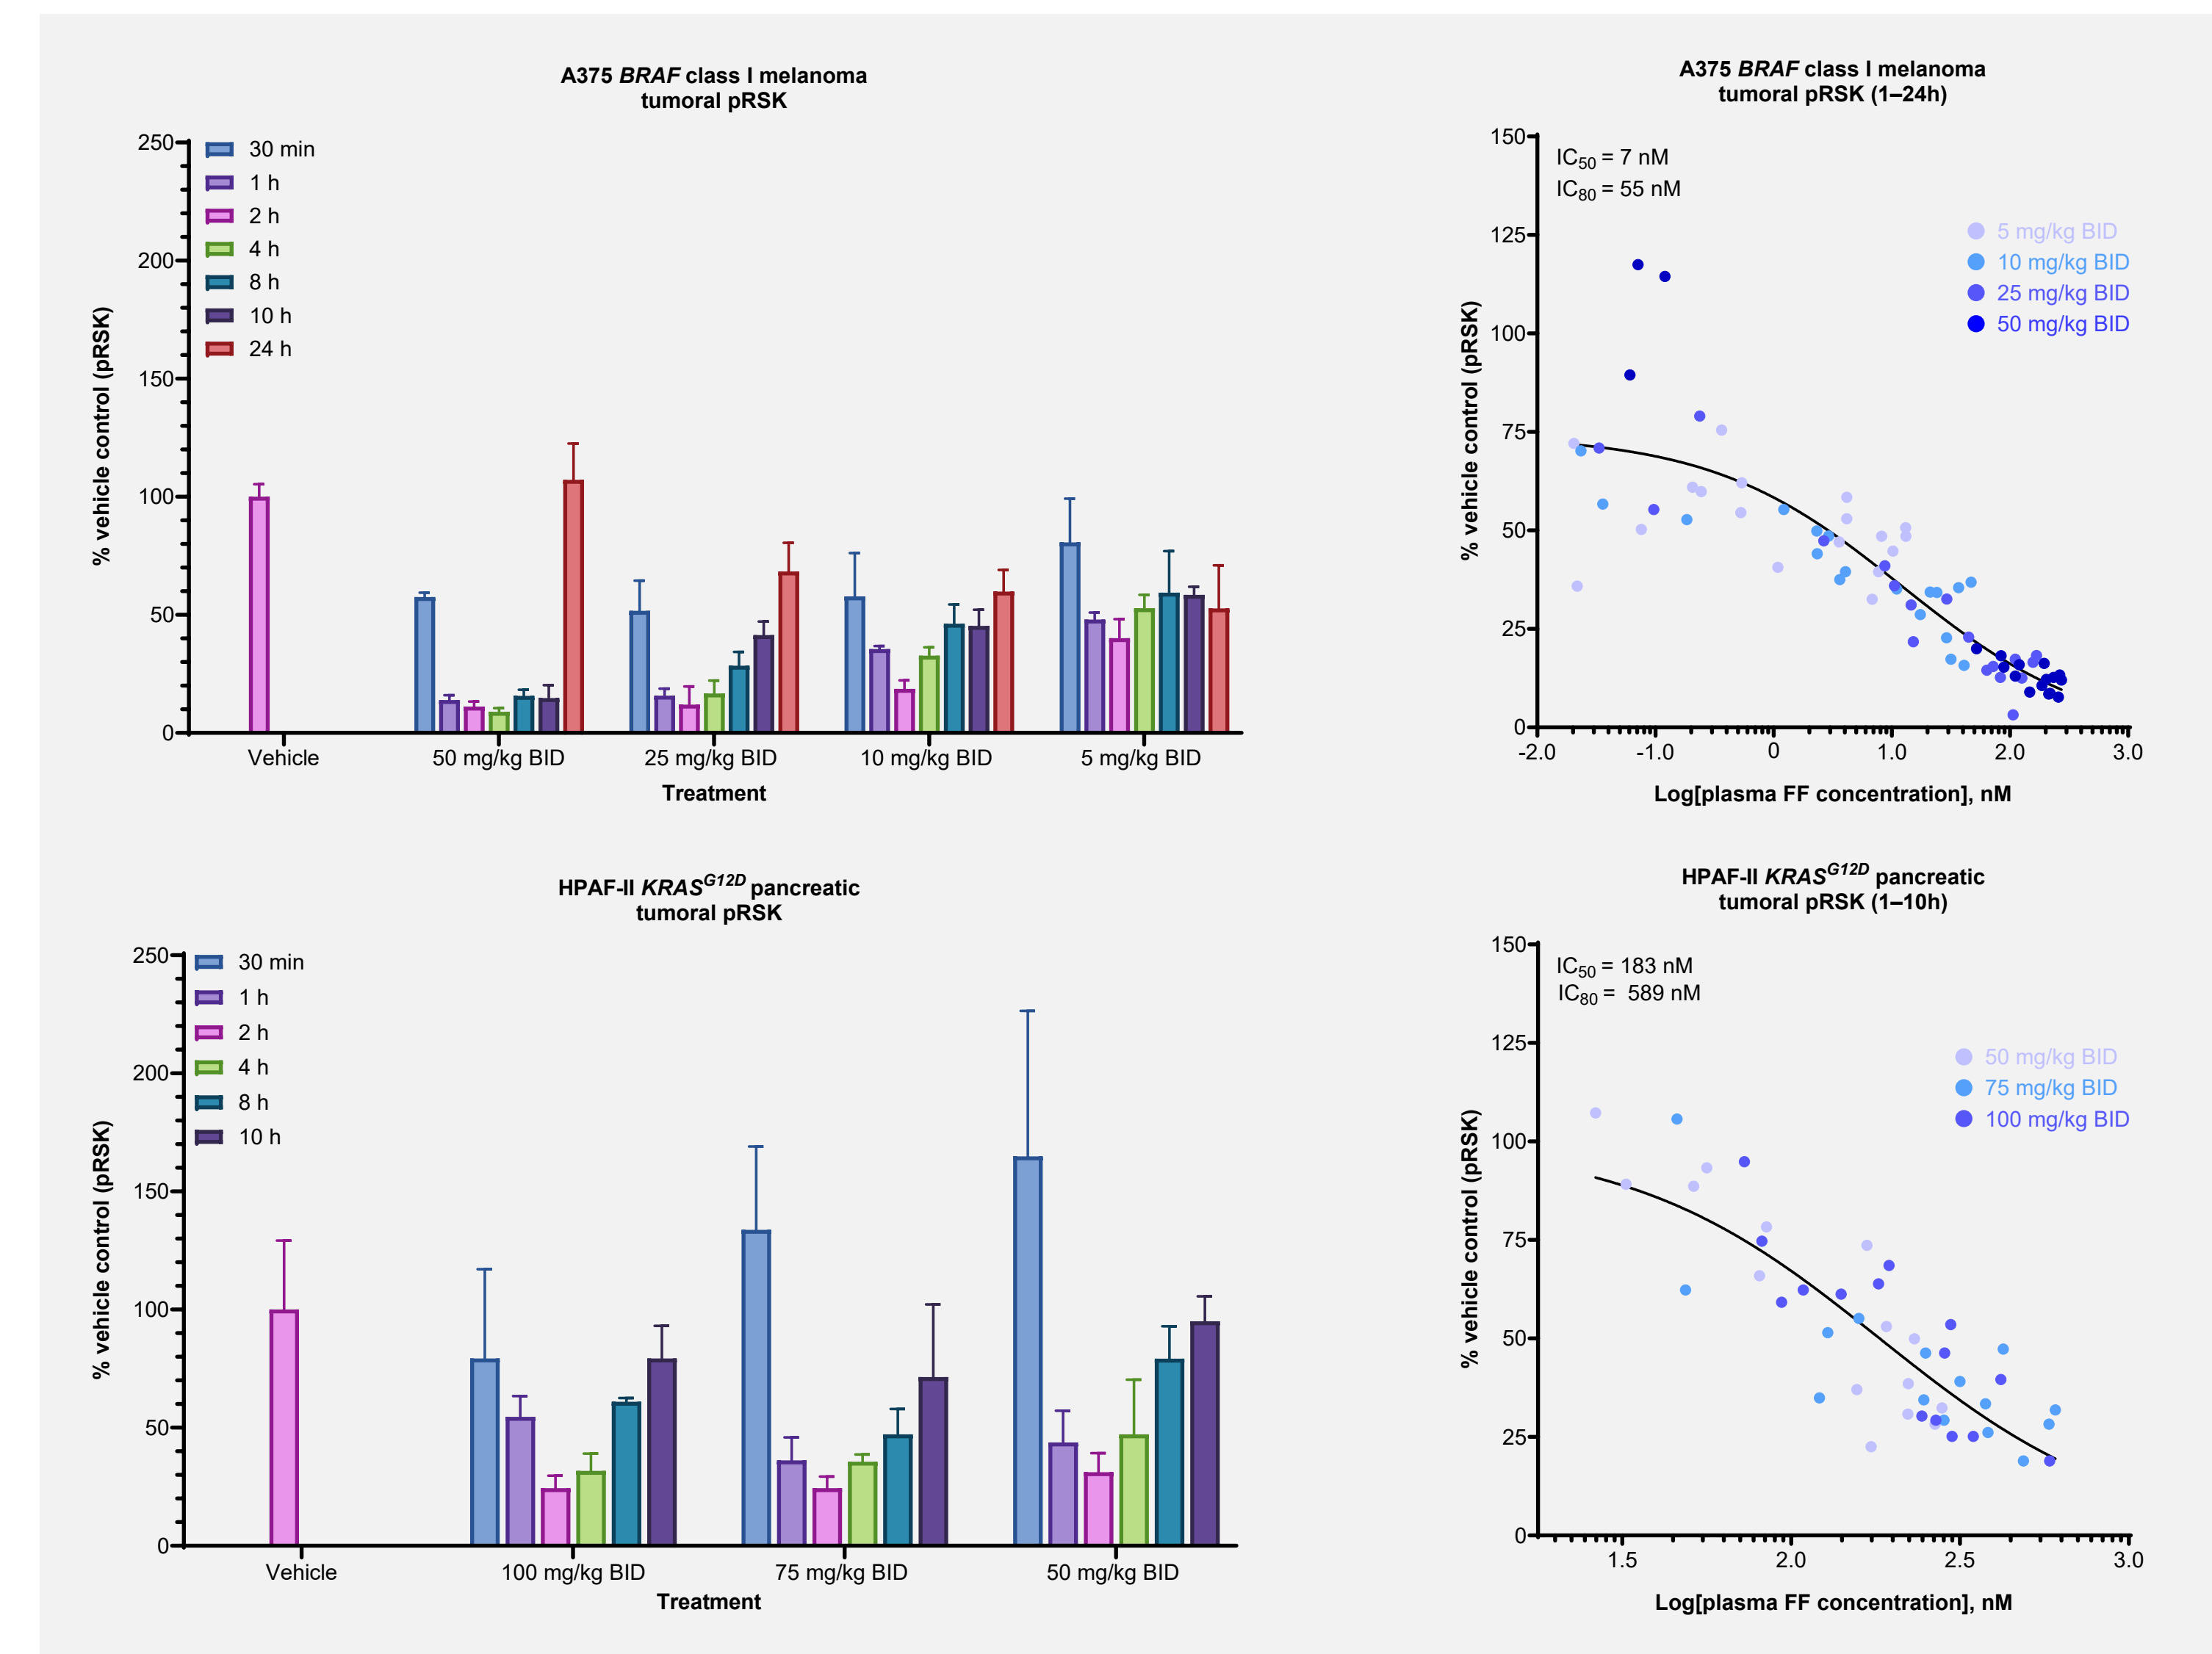 A375 BRAF class I melanoma
tumoral pRSK
250
200
150
100
50
0
% vehicle control (pRSK)
30 min
1 h
2 h
4 h
8 h
10 h
24 h
Vehicle
50 mg/kg BID
25 mg/kg BID
10 mg/kg BID
5 mg/kg BID
Treatment
A375 BRAF class I melanoma
tumoral pRSK (1–24h)
150
125
100
75
50
25
0
% vehicle control (pRSK)
IC50 = 7 nM
IC80 = 55 nM
5 mg/kg BID
10 mg/kg BID
25 mg/kg BID
50 mg/kg BID
-2.0 -1.0 0 1.0 2.0 3.0
Log[plasma FF concentration], nM
HPAF-II KRASG12D pancreatic
tumoral pRSK
250
200
150
100
50
0
% vehicle control (pRSK)
30 min
1 h
2 h
4 h
8 h
10 h
Vehicle
100 mg/kg BID
75 mg/kg BID
50 mg/kg BID
Treatment
HPAF-II KRASG12D pancreatic
tumoral pRSK (1–10h)
150
125
100
75
50
25
0
% vehicle control (pRSK)
IC50 = 183 nM
IC80 = 589 nM
50 mg/kg BID
75 mg/kg BID
100 mg/kg BID
1.5 2.0 2.5 3.0
Log[plasma FF concentration], nM